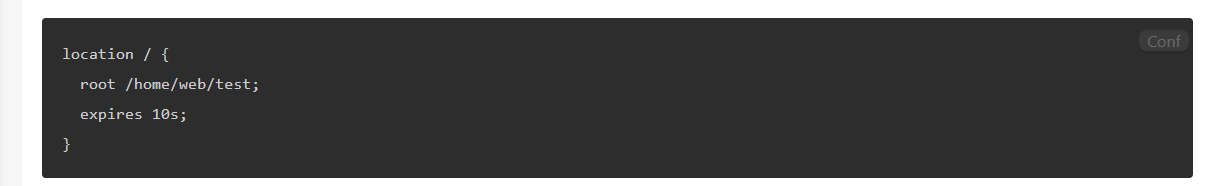 Conf
location / {
  root /home/web/test;
  expires 10s;
}